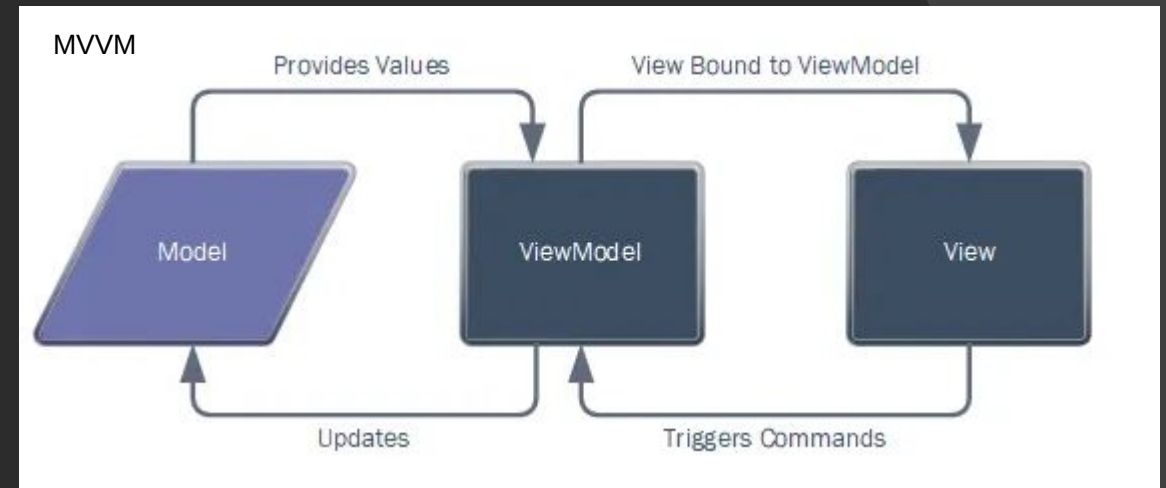 MVVM
Provides Values
View Bound to ViewModel
Model
ViewModel
View
Updates
Triggers Commands